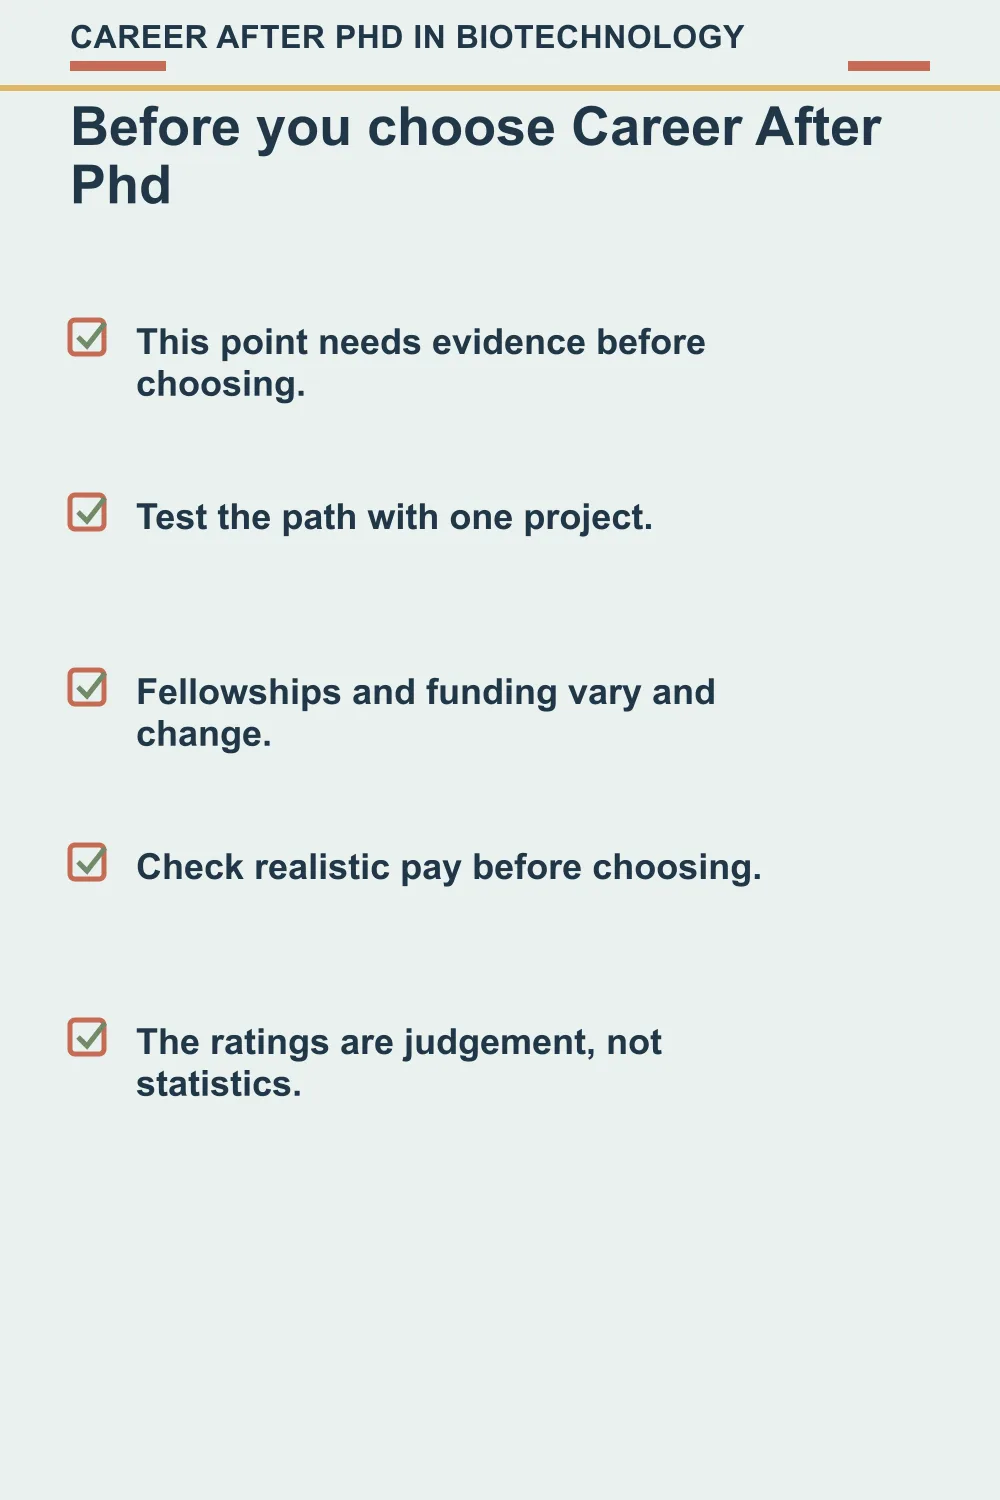 CAREER AFTER PHD IN BIOTECHNOLOGY
Before you choose Career After
Phd
This point needs evidence before
choosing.
Test the path with one project.
Fellowships and funding vary and
change.
Check realistic pay before choosing.
The ratings are judgement, not
statistics.